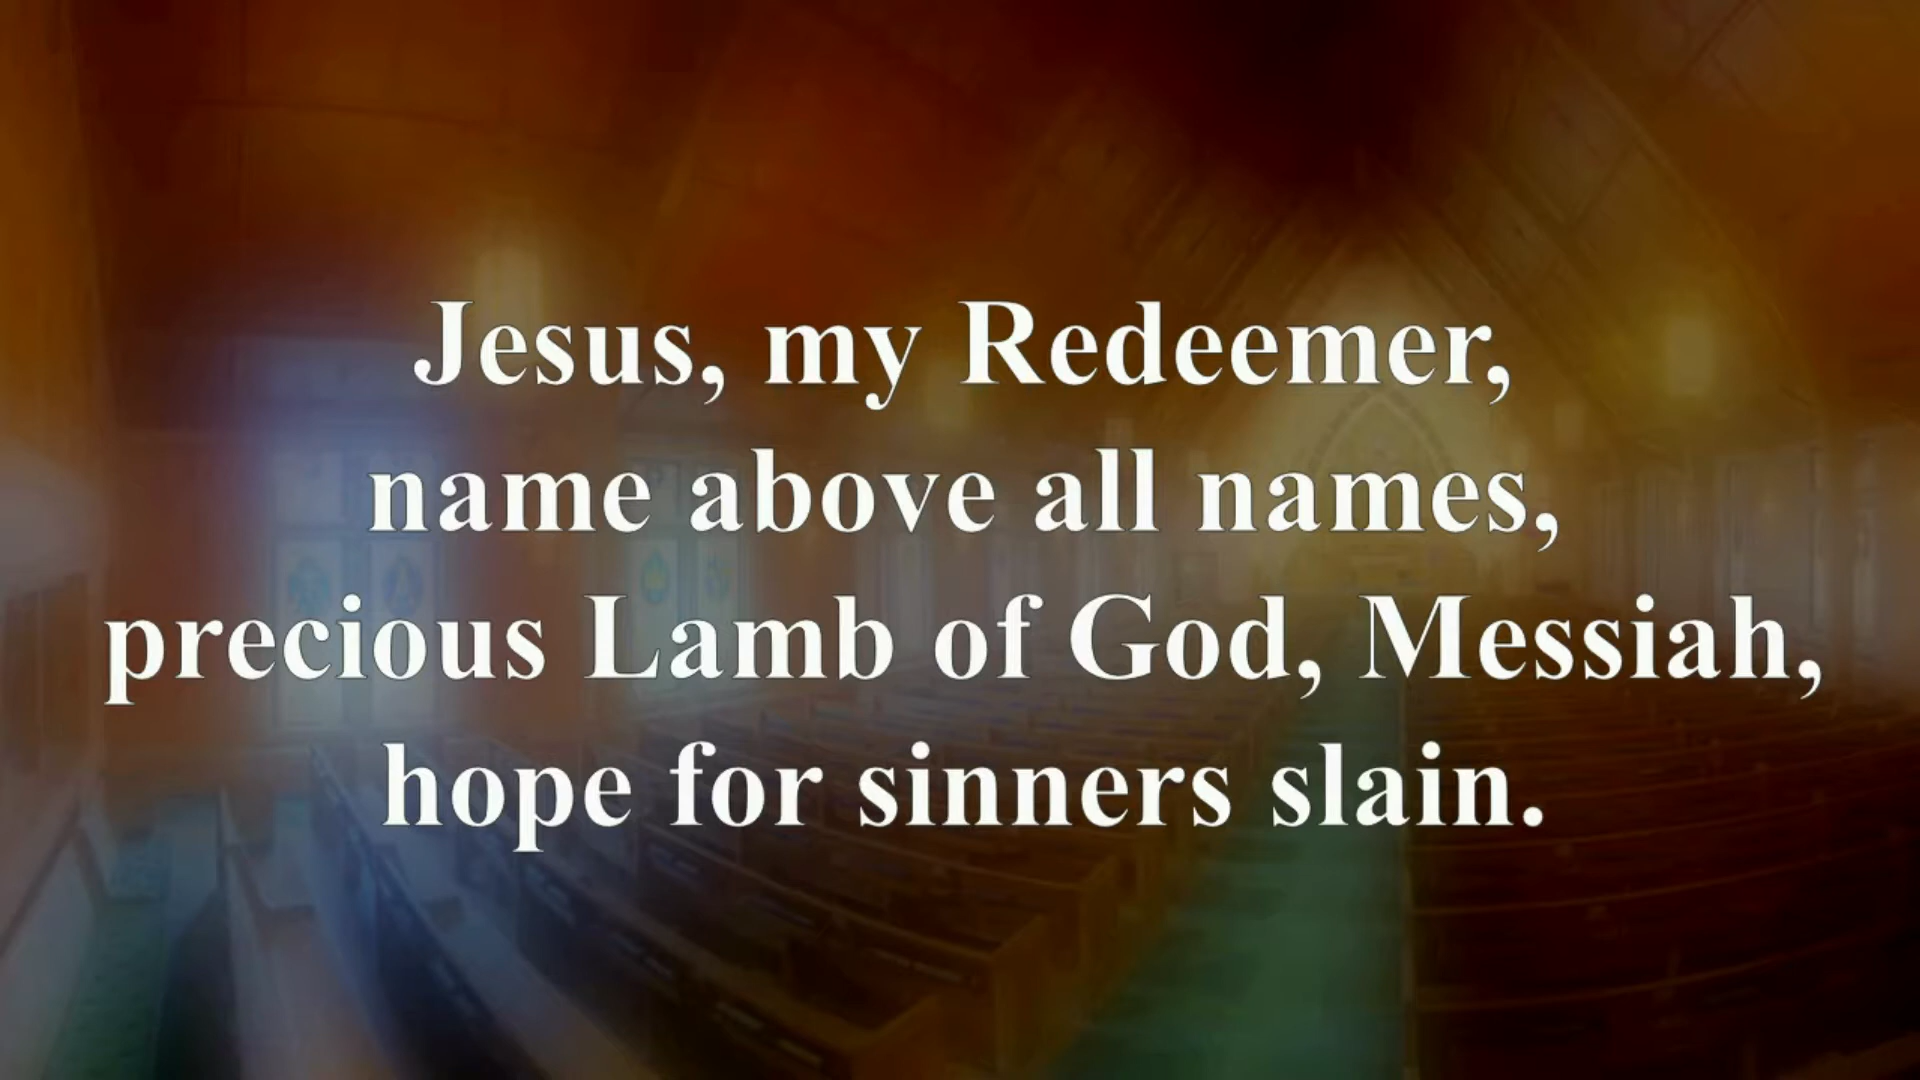 Jesus, my Redeemer,
name above all names,
precious Lamb of God, Messiah,
hope for sinners slain.